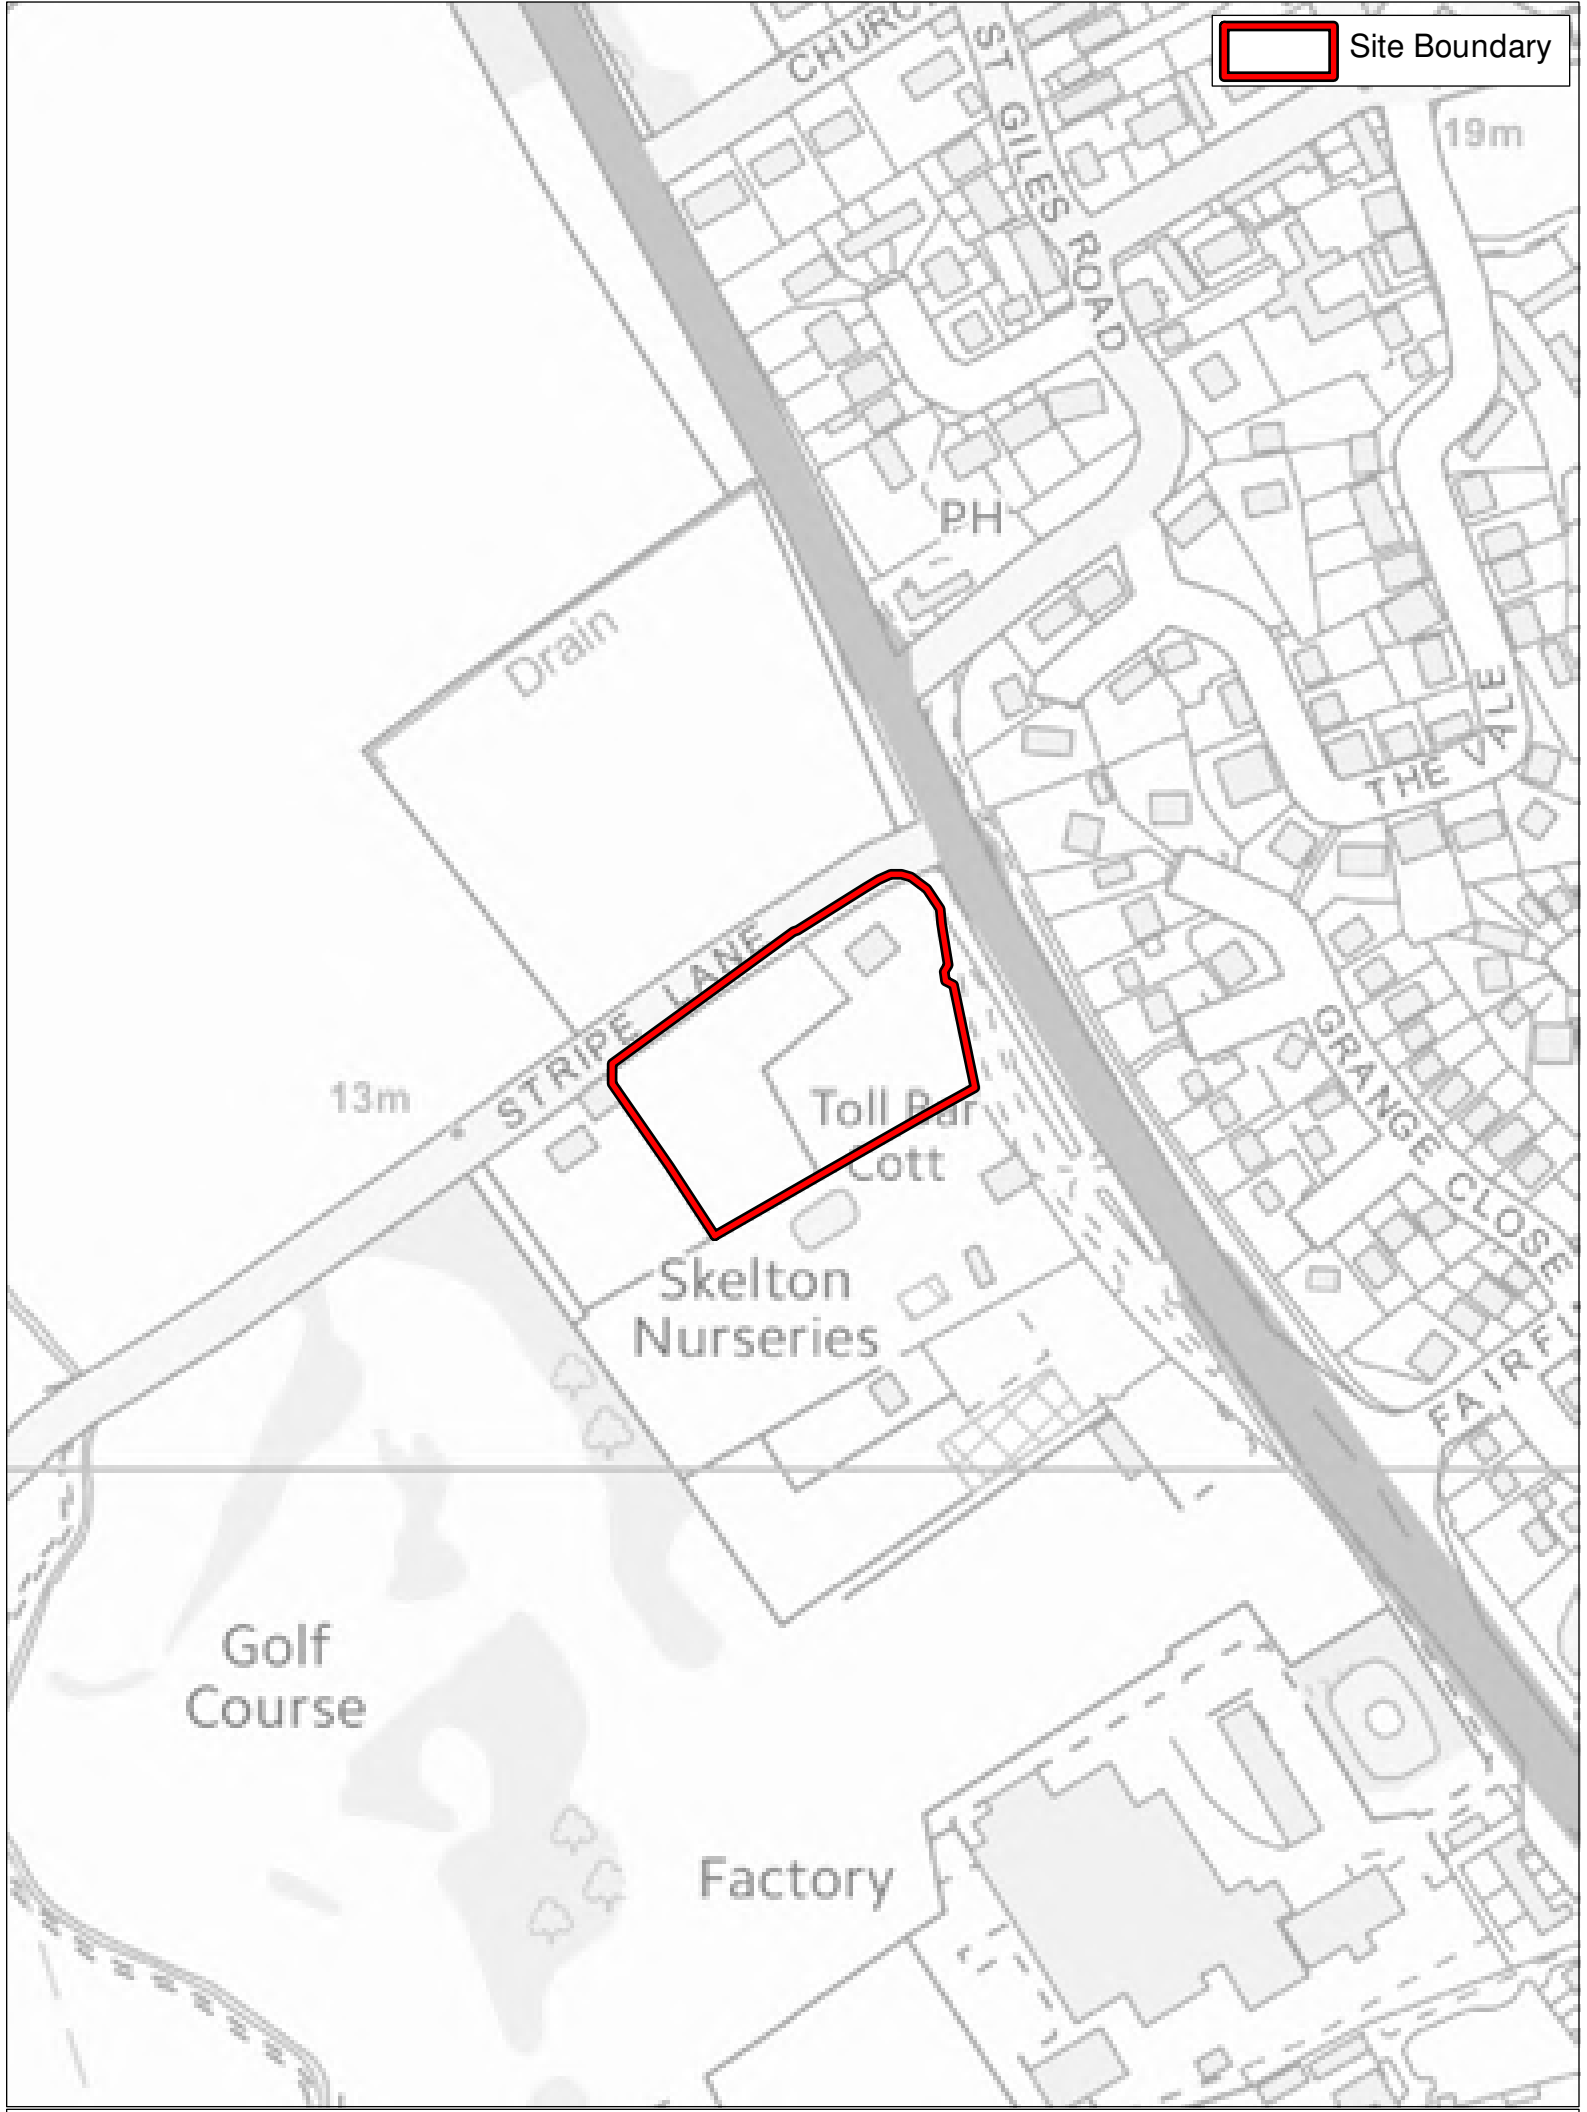 Site Boundary
CHURC
ST GILES ROAD
19m
PH
Drain
THE VALE
STRIPE LANE
13m
Toll Bar
Cott
GRANGE CLOSE
Skelton
Nurseries
FAIRF
Golf
Course
Factory